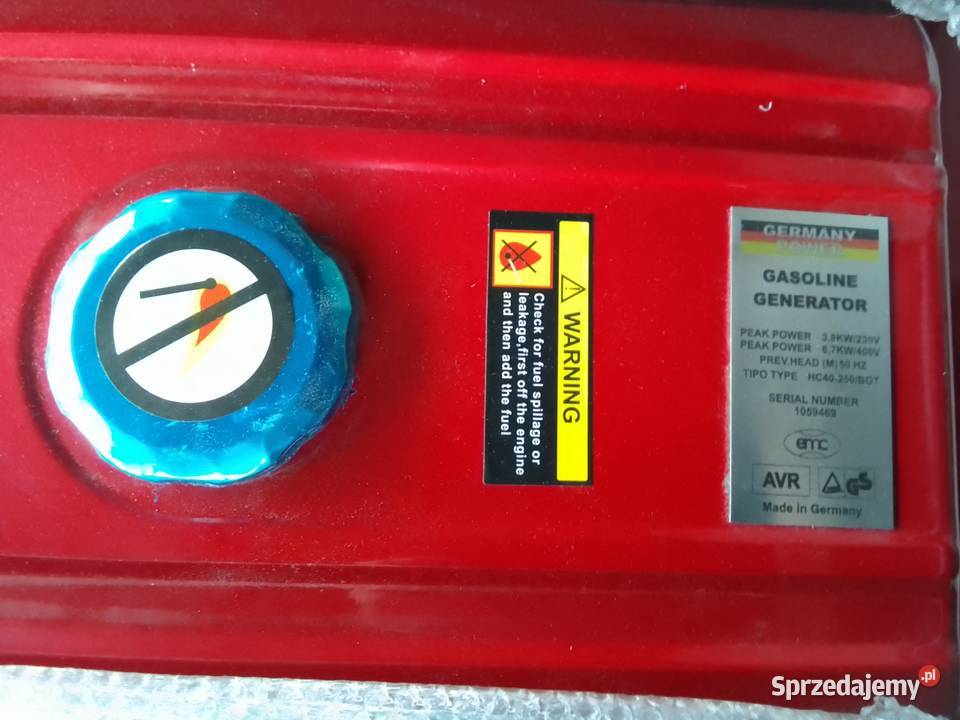 WARNING
Check for fuel spillage or
leakage,first off the engine
and then add the fuel
GERMANY
POWER
GASOLINE
GENERATOR
PEAK POWER 3,8KW/230V
PEAK POWER 6,7KW/400V
PREV.HEAD (M) 50 HZ
TIPO TYPE HC40-250/BOT
SERIAL NUMBER
1059469
emc
AVR
GS
Made in Germany
Sprzedajemy.pl